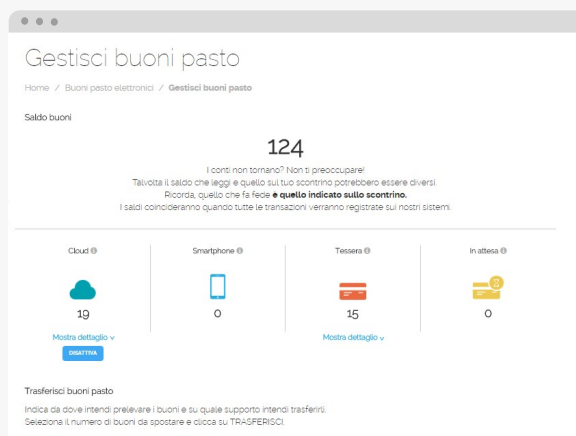 Gestisci buoni pasto
Home / Buoni pasto elettronici / Gestisci buoni pasto
Saldo buoni
124
I conti non tornano? Non ti preoccupare!
Talvolta il saldo che leggi e quello sul tuo scontrino potrebbero essere diversi.
Ricorda, quello che fa fede è quello indicato sullo scontrino.
I saldi coincideranno quando tutte le transazioni verranno registrate sui nostri sistemi.
Cloud
Smartphone
Tessera
In attesa
19
0
15
0
Mostra dettaglio
Mostra dettaglio
DISATTIVA
Trasferisci buoni pasto
Indica da dove intendi prelevare i buoni e su quale supporto intendi trasferirli.
Seleziona il numero di buoni da spostare e clicca su TRASFERISCI.